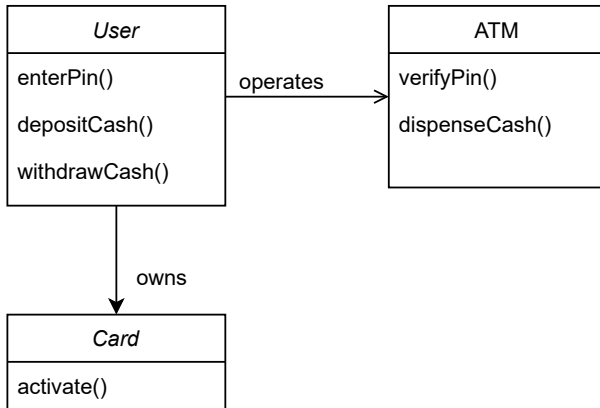 User
enterPin()
depositCash()
withdrawCash()
operates
ATM
verifyPin()
dispenseCash()
owns
Card
activate()